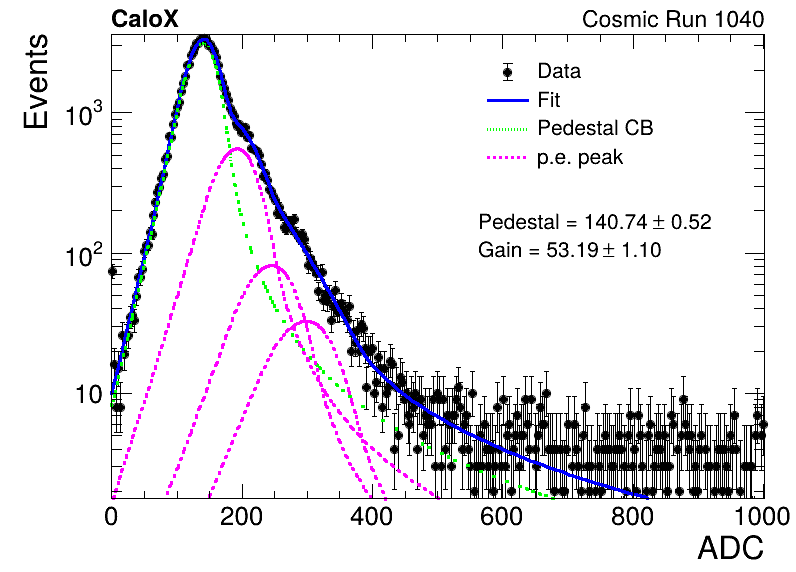 CaloX Cosmic Run 1040
Events
Data
Fit
Pedestal CB
p.e. peak
Pedestal = 140.74 ± 0.52
Gain = 53.19 ± 1.10
10³
10²
10
0 200 400 600 800 1000
ADC